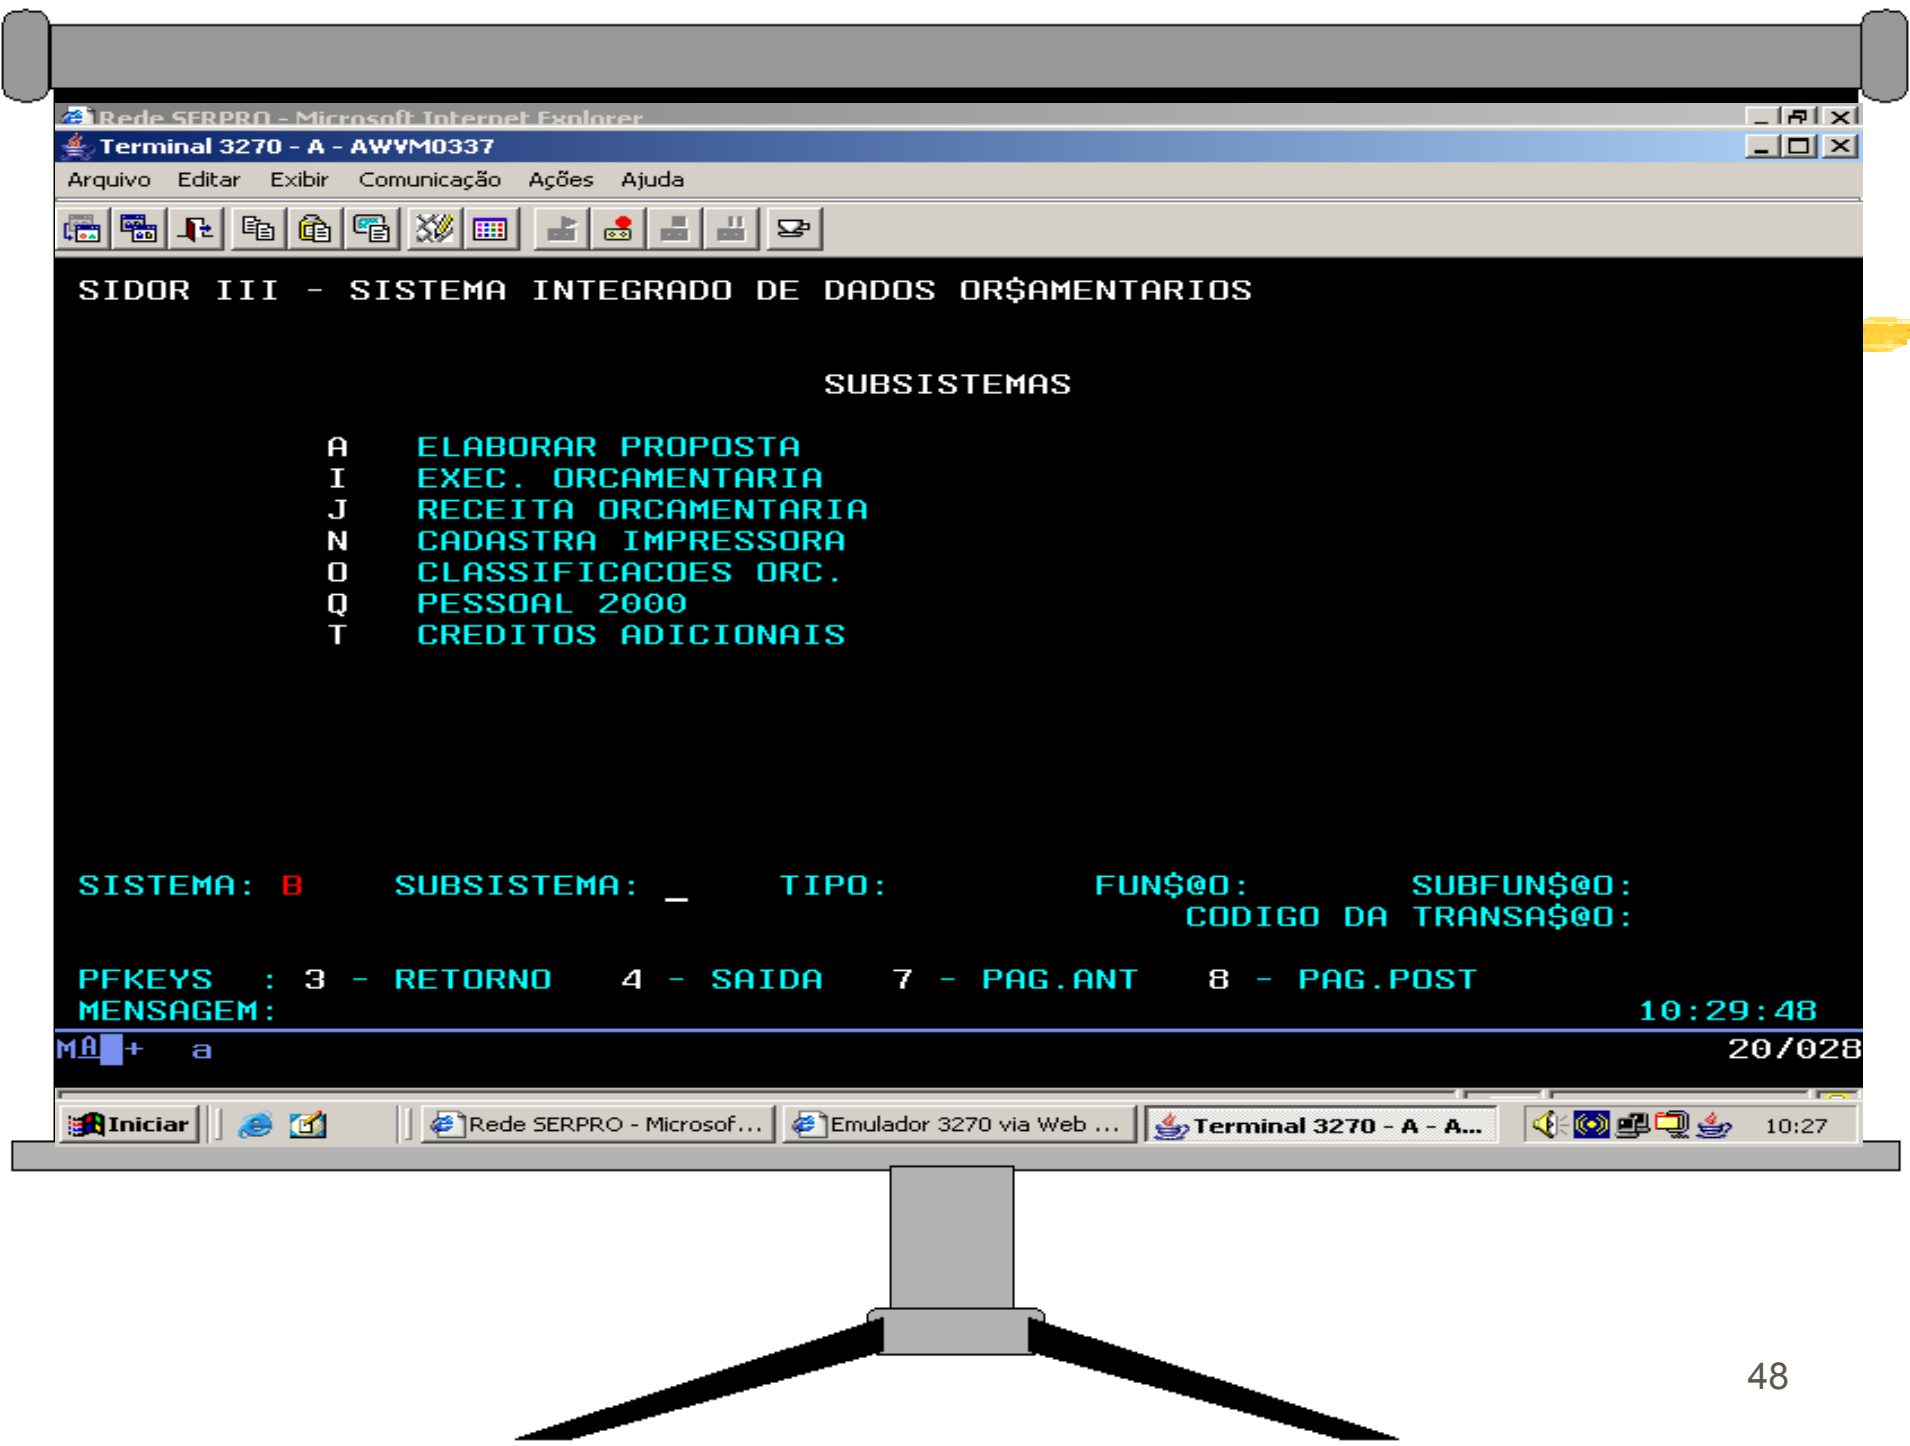 Rede SERPRO - Microsoft Internet Explorer
Terminal 3270 - A - AWVM0337
Arquivo Editar Exibir Comunicação Ações Ajuda
SIDOR III - SISTEMA INTEGRADO DE DADOS OR$AMENTARIOS
SUBSISTEMAS
A ELABORAR PROPOSTA
I EXEC. ORCAMENTARIA
J RECEITA ORCAMENTARIA
N CADASTRA IMPRESSORA
O CLASSIFICACOES ORC.
Q PESSOAL 2000
T CREDITOS ADICIONAIS
SISTEMA: B SUBSISTEMA: _ TIPO: FUN$@O: SUBFUN$@O:
CODIGO DA TRANSA$@O:
PFKEYS : 3 - RETORNO 4 - SAIDA 7 - PAG.ANT 8 - PAG.POST
MENSAGEM: 10:29:48
MA + a 20/028
Iniciar Rede SERPRO - Microsof... Emulador 3270 via Web ... Terminal 3270 - A - A... 10:27
48